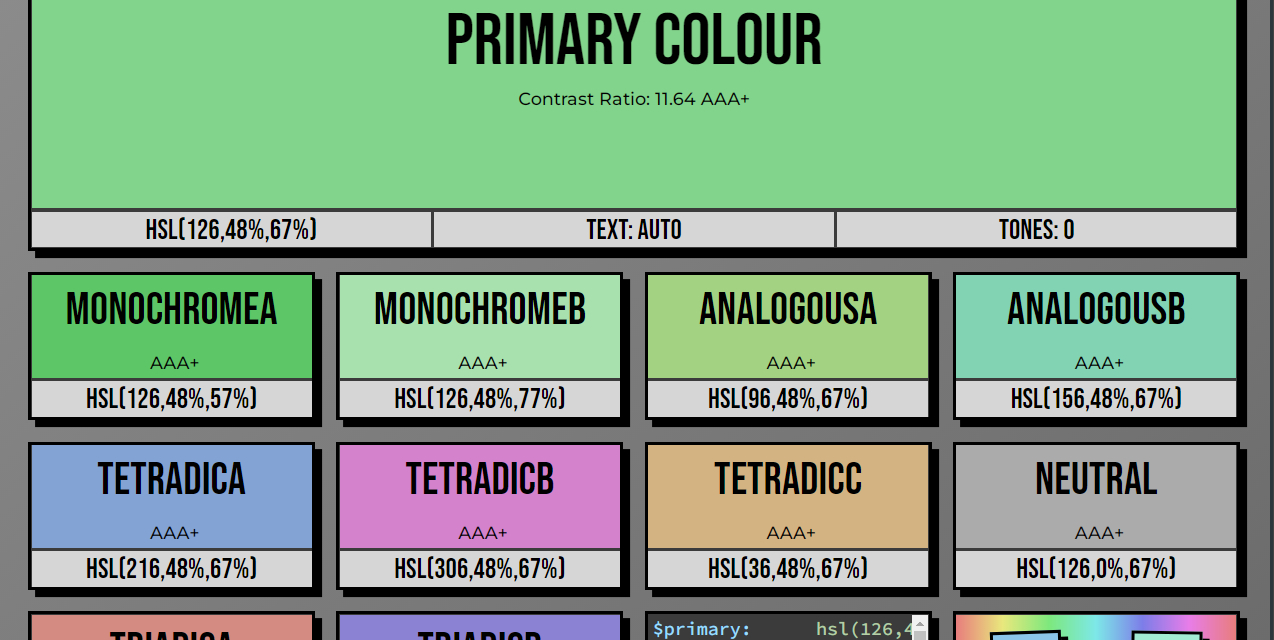 PRIMARY COLOUR
Contrast Ratio: 11.64 AAA+
HSL(126,48%,67%) TEXT: AUTO TONES: 0
MONOCHROMEA MONOCHROMEB ANALOGOUSA ANALOGOUSB
AAA+ AAA+ AAA+ AAA+
HSL(126,48%,57%) HSL(126,48%,77%) HSL(96,48%,67%) HSL(156,48%,67%)
TETRADICA TETRADICB TETRADICC NEUTRAL
AAA+ AAA+ AAA+ AAA+
HSL(216,48%,67%) HSL(306,48%,67%) HSL(36,48%,67%) HSL(126,0%,67%)
TRIADICA TRIADICB $primary: hsl(126,4